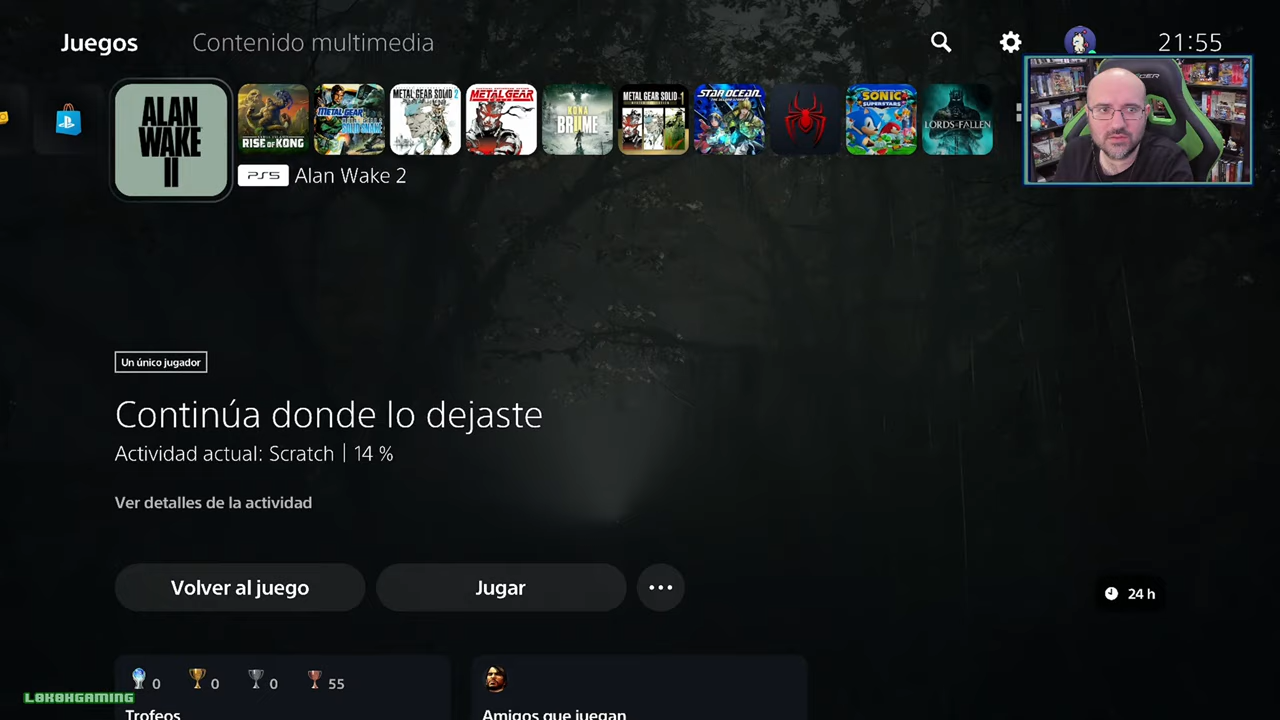 Juegos
Contenido multimedia
21:55
ALAN
WAKE
II
RISE OF KONG
METAL GEAR
METAL GEAR SOLID 2
METAL GEAR
KONA
BRUME
METAL GEAR SOLID
STAR OCEAN
SONIC
SUPERSTARS
LORDS OF FALLEN
PS5
Alan Wake 2
Un único jugador
Continúa donde lo dejaste
Actividad actual: Scratch | 14 %
Ver detalles de la actividad
Volver al juego
Jugar
24 h
0
0
0
55
Trofeos
Amigos que juegan
L0K0XGAMING